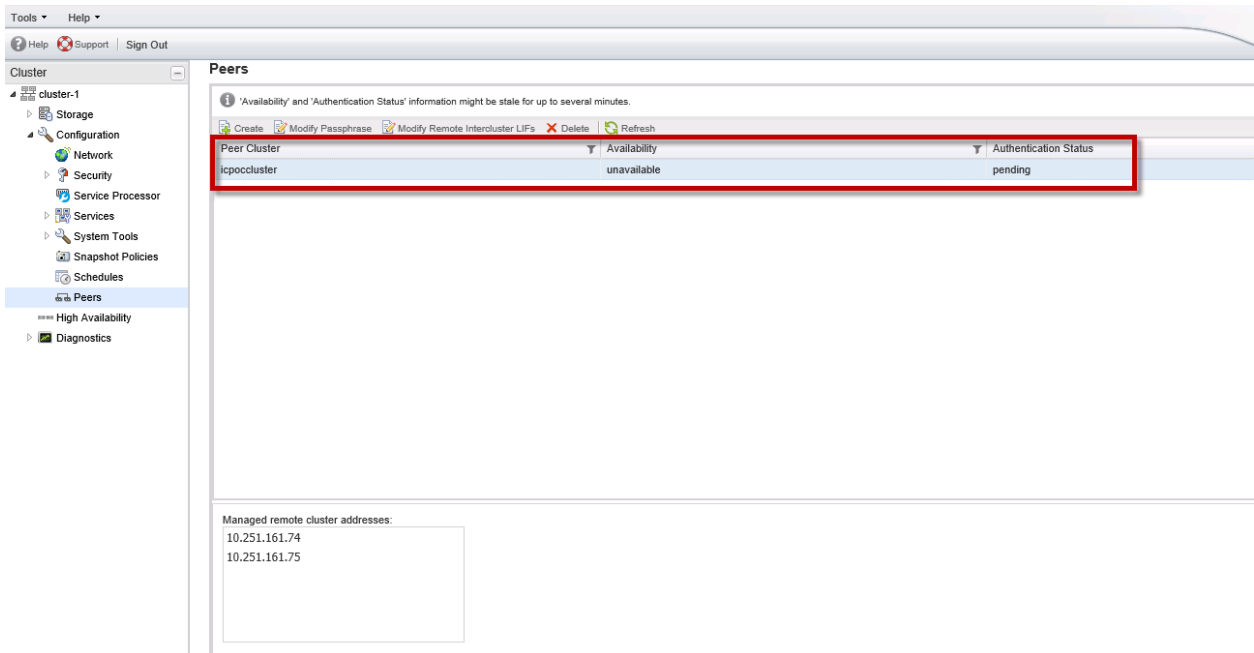 Tools Help
Help Support Sign Out
Cluster
cluster-1
Storage
Configuration
Network
Security
Service Processor
Services
System Tools
Snapshot Policies
Schedules
Peers
High Availability
Diagnostics
Peers
'Availability' and 'Authentication Status' information might be stale for up to several minutes.
Create Modify Passphrase Modify Remote Intercluster LIFs Delete Refresh
Peer Cluster Availability Authentication Status
icpoccluster unavailable pending
Managed remote cluster addresses:
10.251.161.74
10.251.161.75